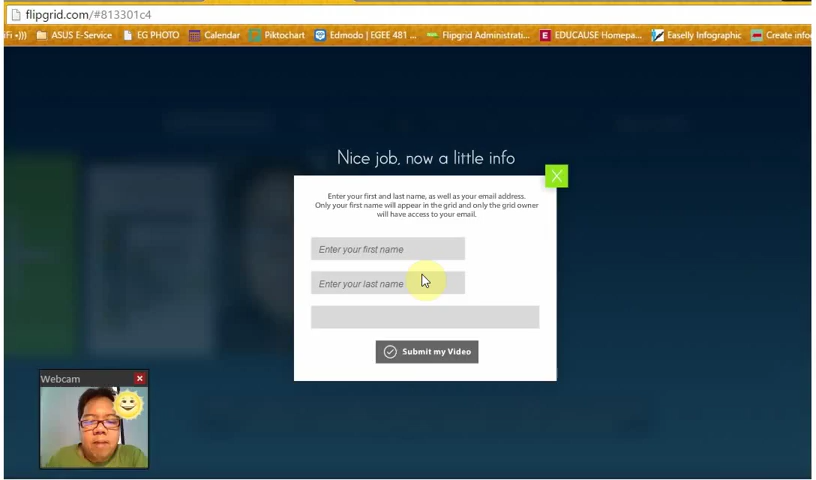 flipgrid.com/#813301c4
iFi •))) ASUS E-Service EG PHOTO Calendar Piktochart Edmodo | EGEE 481 ... Flipgrid Administrati... EDUCAUSE Homepa... Easelly Infographic Create info
Nice job, now a little info
X
Enter your first and last name, as well as your email address.
Only your first name will appear in the grid and only the grid owner
will have access to your email.
Enter your first name
Enter your last name
Submit my Video
Webcam